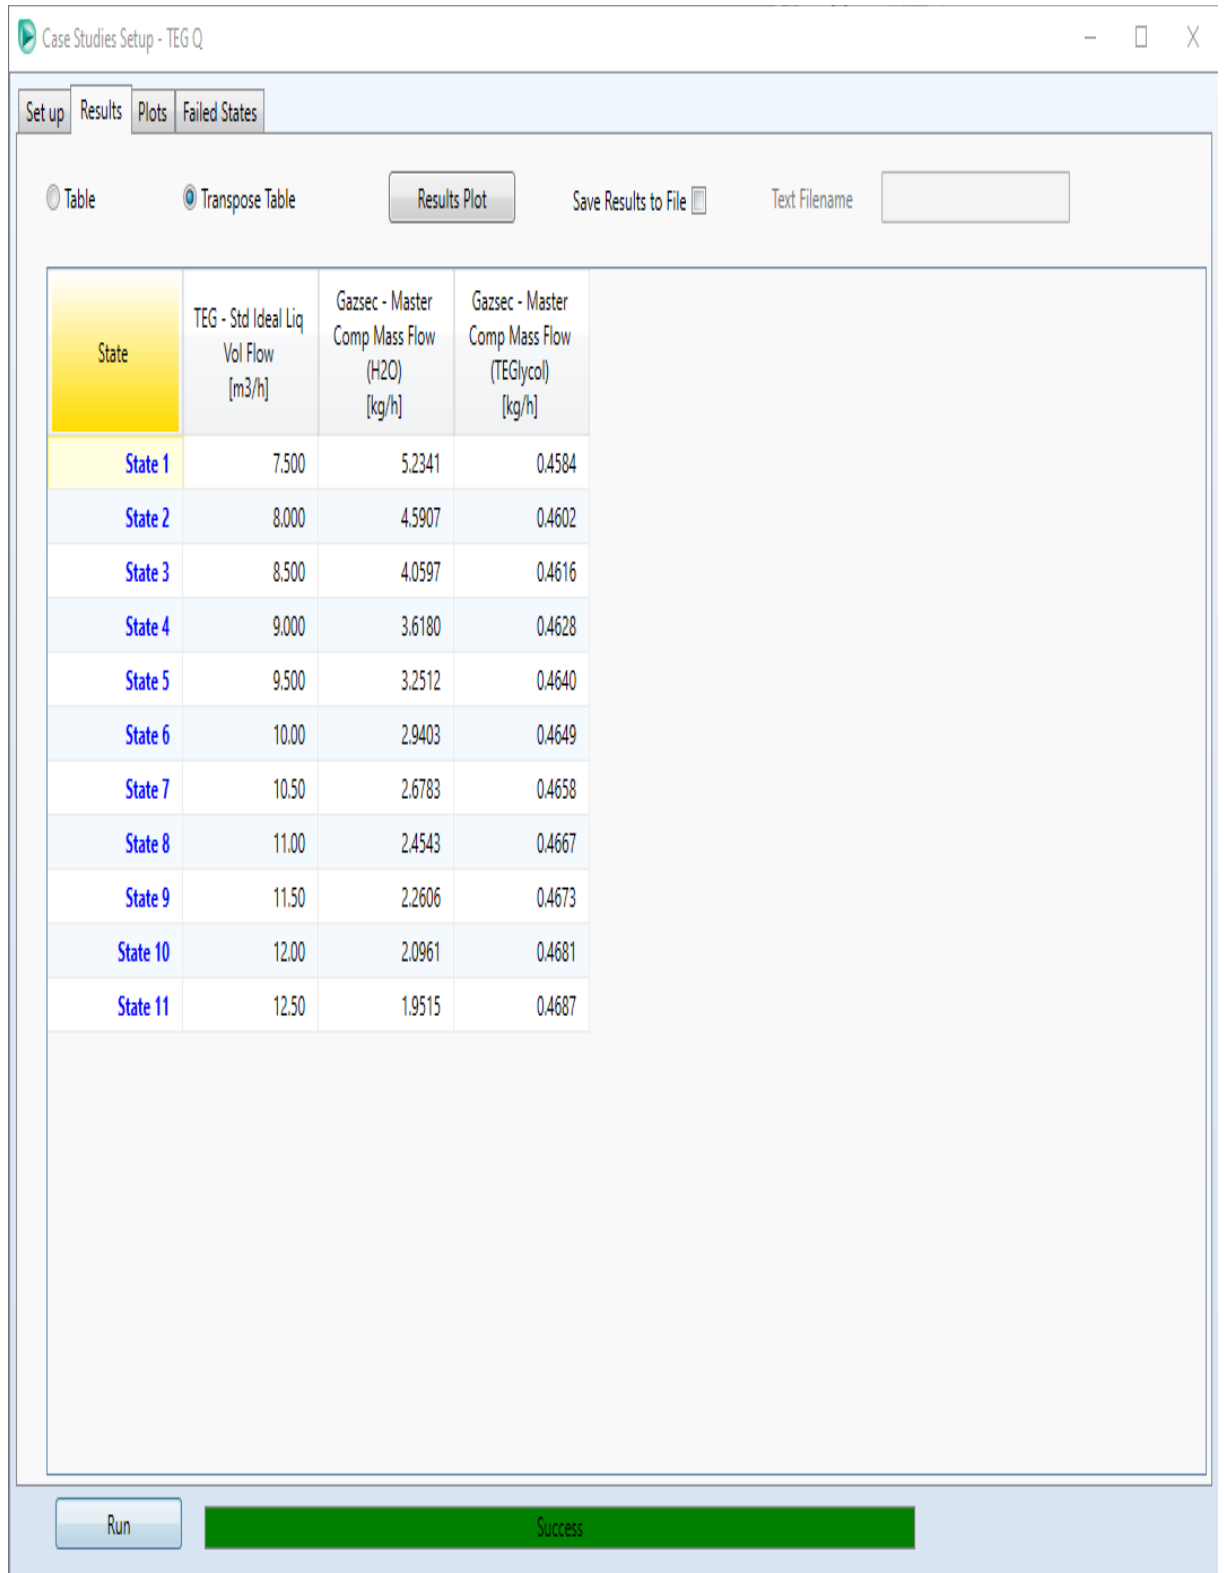 Case Studies Setup - TEG Q
Set up Results Plots Failed States
Table Transpose Table Results Plot Save Results to File Text Filename
State
TEG - Std Ideal Liq
Vol Flow
[m3/h]
Gazsec - Master
Comp Mass Flow
(H2O)
[kg/h]
Gazsec - Master
Comp Mass Flow
(TEGlycol)
[kg/h]
State 1 7.500 5.2341 0.4584
State 2 8.000 4.5907 0.4602
State 3 8.500 4.0597 0.4616
State 4 9.000 3.6180 0.4628
State 5 9.500 3.2512 0.4640
State 6 10.00 2.9403 0.4649
State 7 10.50 2.6783 0.4658
State 8 11.00 2.4543 0.4667
State 9 11.50 2.2606 0.4673
State 10 12.00 2.0961 0.4681
State 11 12.50 1.9515 0.4687
Run Success